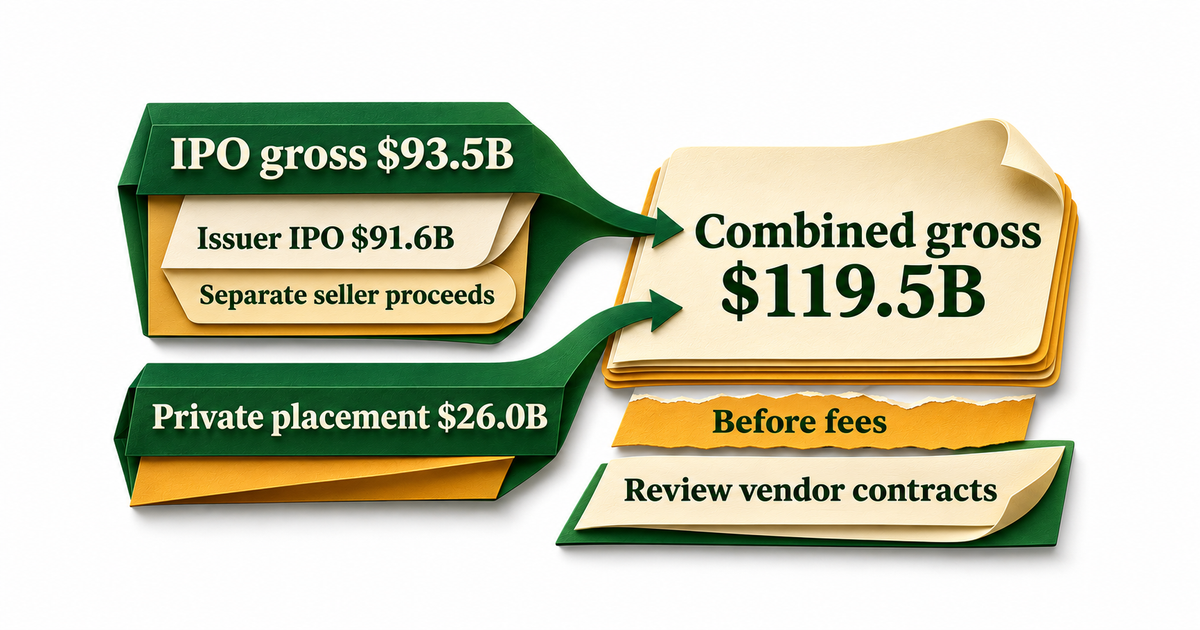 IPO gross $93.5B
Issuer IPO $91.6B
Separate seller proceeds
Private placement $26.0B
Combined gross
$119.5B
Before fees
Review vendor contracts